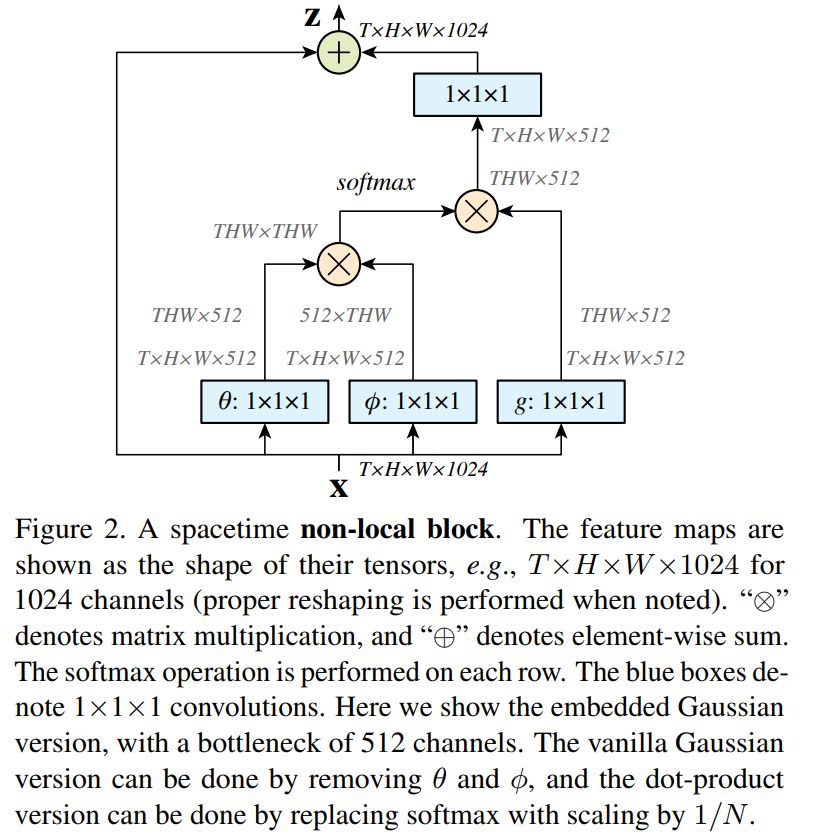 z
T×H×W×1024
+
1×1×1
T×H×W×512
THW×512
softmax
×
THW×THW
×
THW×512 512×THW THW×512
T×H×W×512 T×H×W×512 T×H×W×512
θ: 1×1×1 ϕ: 1×1×1 g: 1×1×1
T×H×W×1024
x
Figure 2. A spacetime non-local block. The feature maps are
shown as the shape of their tensors, e.g., T×H×W×1024 for
1024 channels (proper reshaping is performed when noted). “⊗”
denotes matrix multiplication, and “⊕” denotes element-wise sum.
The softmax operation is performed on each row. The blue boxes de-
note 1×1×1 convolutions. Here we show the embedded Gaussian
version, with a bottleneck of 512 channels. The vanilla Gaussian
version can be done by removing θ and ϕ, and the dot-product
version can be done by replacing softmax with scaling by 1/N.